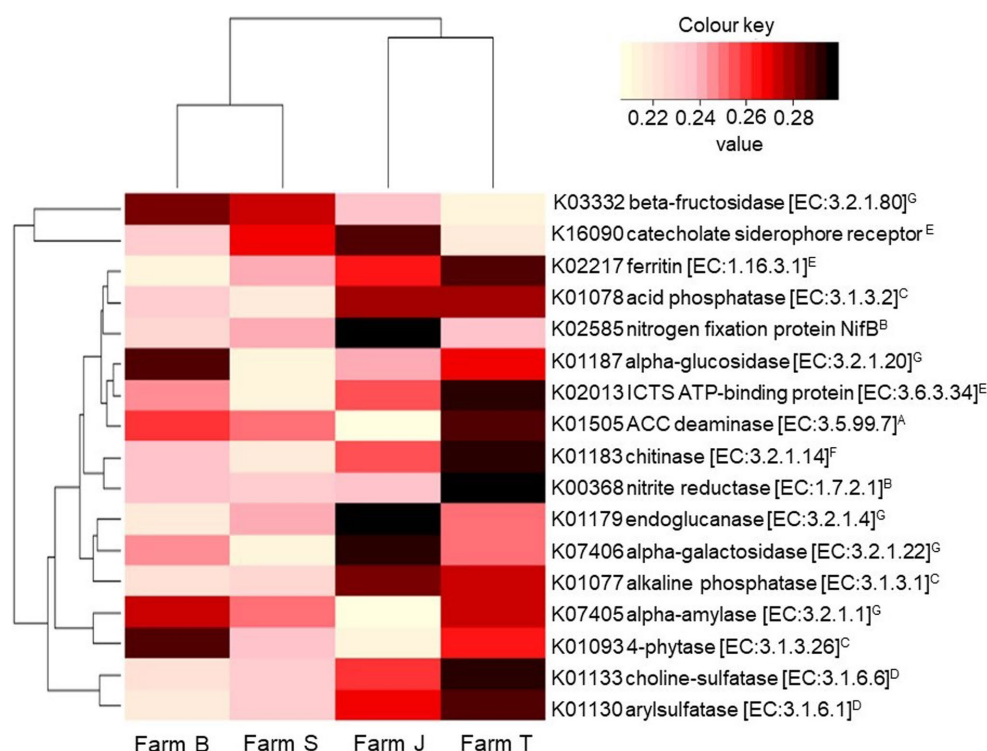 Colour key
0.22 0.24 0.26 0.28
value
K03332 beta-fructosidase [EC:3.2.1.80]G
K16090 catecholate siderophore receptor E
K02217 ferritin [EC:1.16.3.1]E
K01078 acid phosphatase [EC:3.1.3.2]C
K02585 nitrogen fixation protein NifBB
K01187 alpha-glucosidase [EC:3.2.1.20]G
K02013 ICTS ATP-binding protein [EC:3.6.3.34]E
K01505 ACC deaminase [EC:3.5.99.7]A
K01183 chitinase [EC:3.2.1.14]F
K00368 nitrite reductase [EC:1.7.2.1]B
K01179 endoglucanase [EC:3.2.1.4]G
K07406 alpha-galactosidase [EC:3.2.1.22]G
K01077 alkaline phosphatase [EC:3.1.3.1]C
K07405 alpha-amylase [EC:3.2.1.1]G
K01093 4-phytase [EC:3.1.3.26]C
K01133 choline-sulfatase [EC:3.1.6.6]D
K01130 arylsulfatase [EC:3.1.6.1]D
Farm B Farm S Farm J Farm T